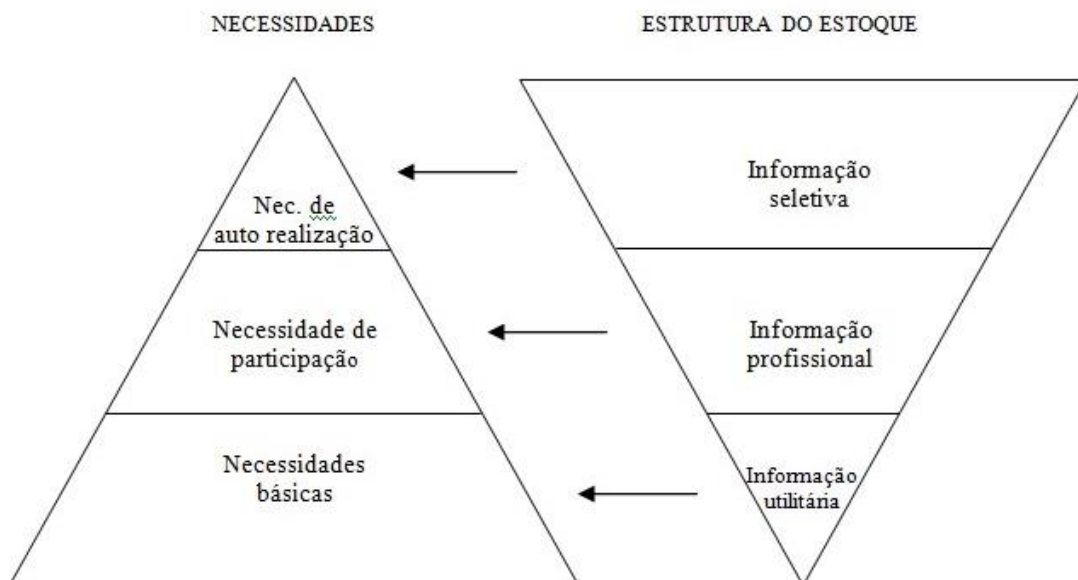 NECESSIDADES
ESTRUTURA DO ESTOQUE
Nec. de
auto realização
Informação
seletiva
Necessidade de
participação
Informação
profissional
Necessidades
básicas
Informação
utilitária